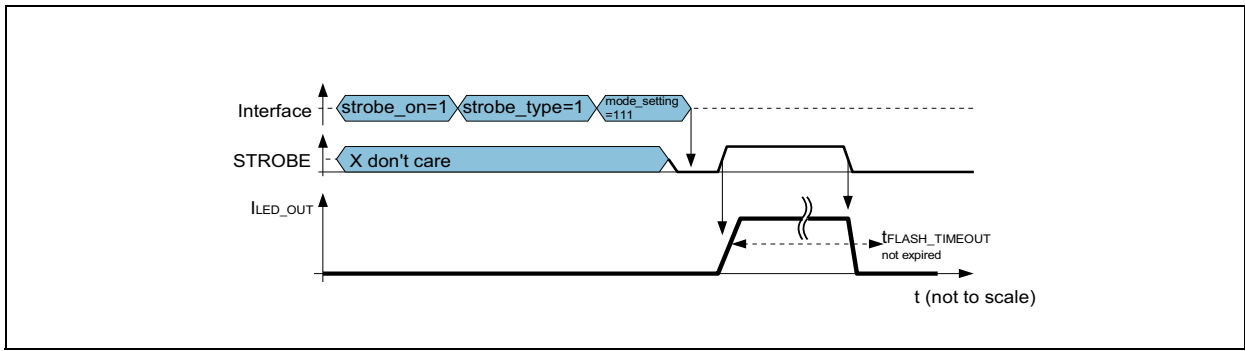 Interface
strobe_on=1
strobe_type=1
mode_setting
=111
STROBE
X don't care
ILED_OUT
tFLASH_TIMEOUT
not expired
t (not to scale)